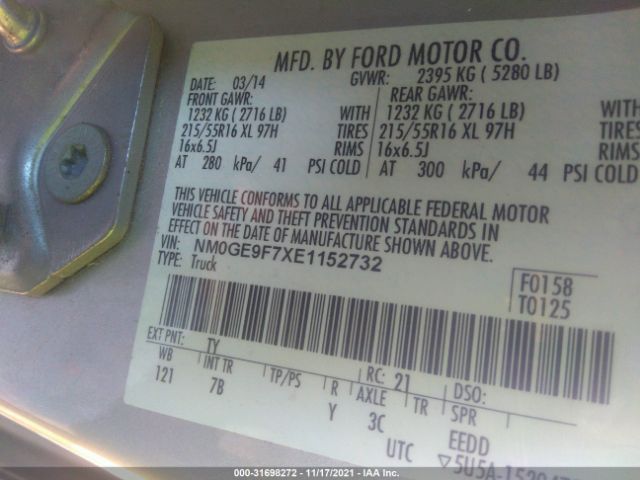 MFD. BY FORD MOTOR CO.
DATE: 03/14 GVWR: 2395 KG ( 5280 LB)
FRONT GAWR: REAR GAWR:
1232 KG ( 2716 LB) WITH 1232 KG ( 2716 LB) WITH
215/55R16 XL 97H TIRES 215/55R16 XL 97H TIRES
16x6.5J RIMS 16x6.5J RIMS
AT 280 kPa/ 41 PSI COLD AT 300 kPa/ 44 PSI COLD
THIS VEHICLE CONFORMS TO ALL APPLICABLE FEDERAL MOTOR
VEHICLE SAFETY AND THEFT PREVENTION STANDARDS IN
EFFECT ON THE DATE OF MANUFACTURE SHOWN ABOVE.
VIN: NM0GE9F7XE1152732
TYPE: Truck
F0158
T0125
EXT PNT: TY RC: 21 DSO:
WB INT TR TP/PS R AXLE TR SPR
121 7B Y 3C EEDD
UTC
000-31698272 - 11/17/2021 - IAA Inc.